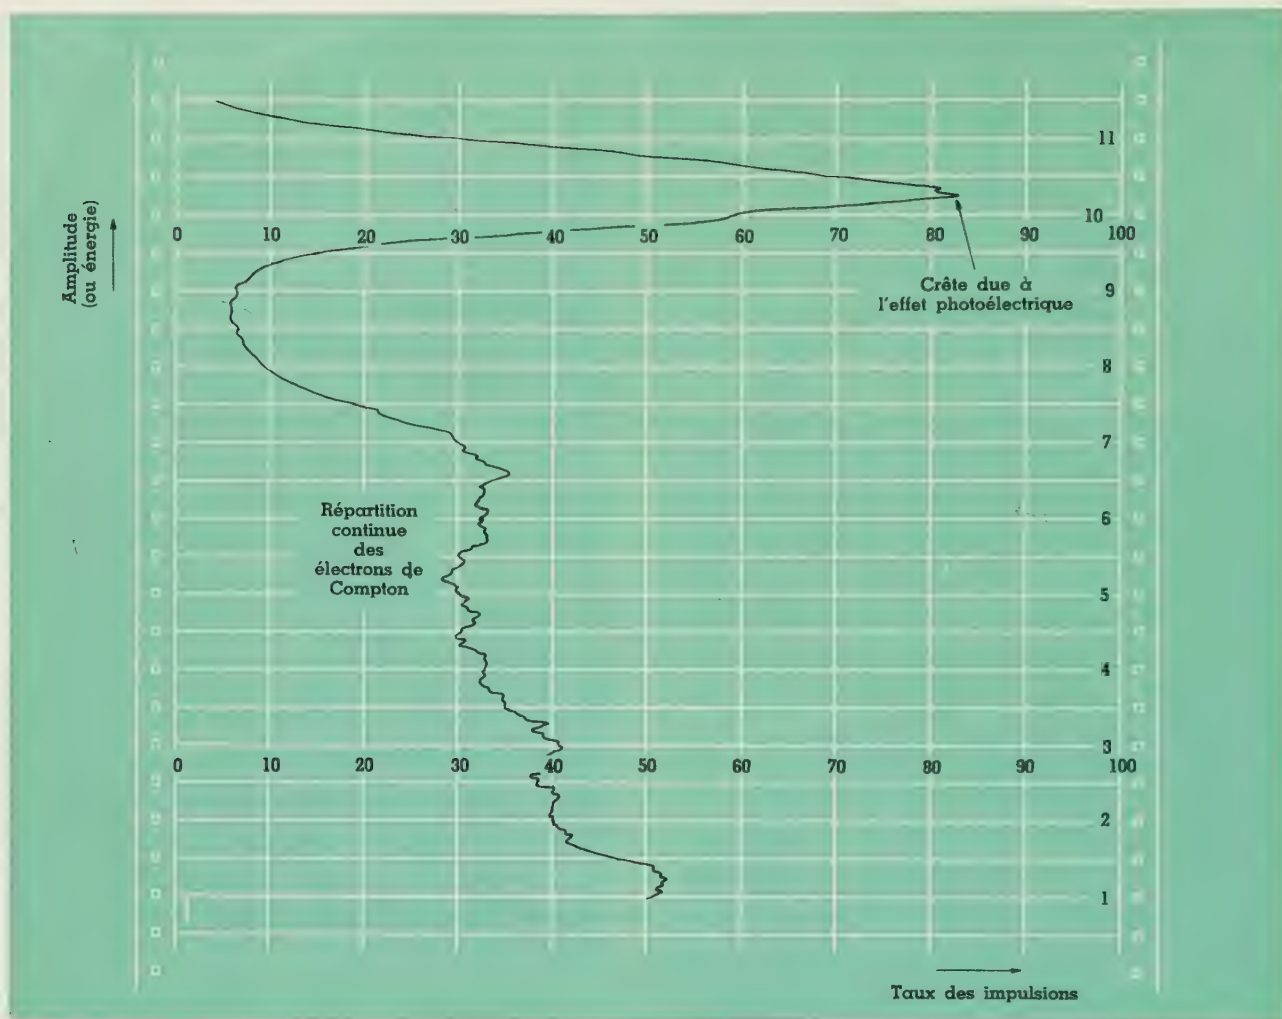 11
10
0 10 20 30 40 50 60 70 80 90 100
Amplitude
(ou énergie)
Crête due à
l'effet photoélectrique
9
8
7
Répartition
continue
des
électrons de
Compton
6
5
4
3
0 10 20 30 40 50 60 70 80 90 100
2
1
Taux des impulsions